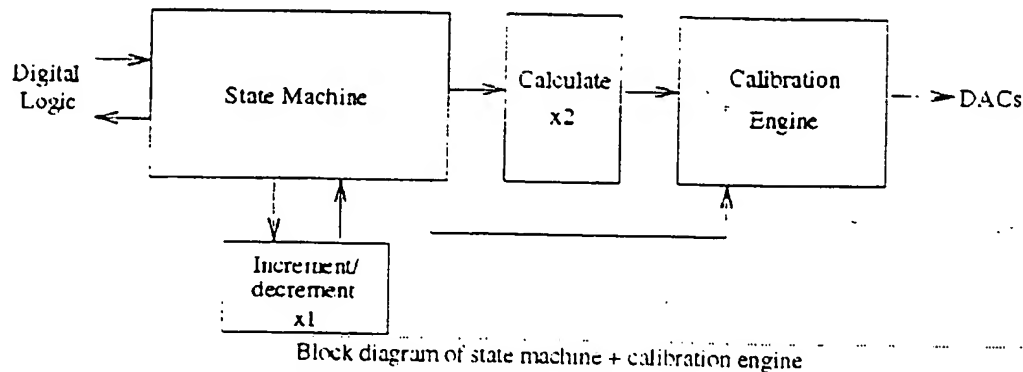 Digital
Logic
State Machine
Calculate
x2
Calibration
Engine
DACs
Increment/
decrement
x1
Block diagram of state machine + calibration engine